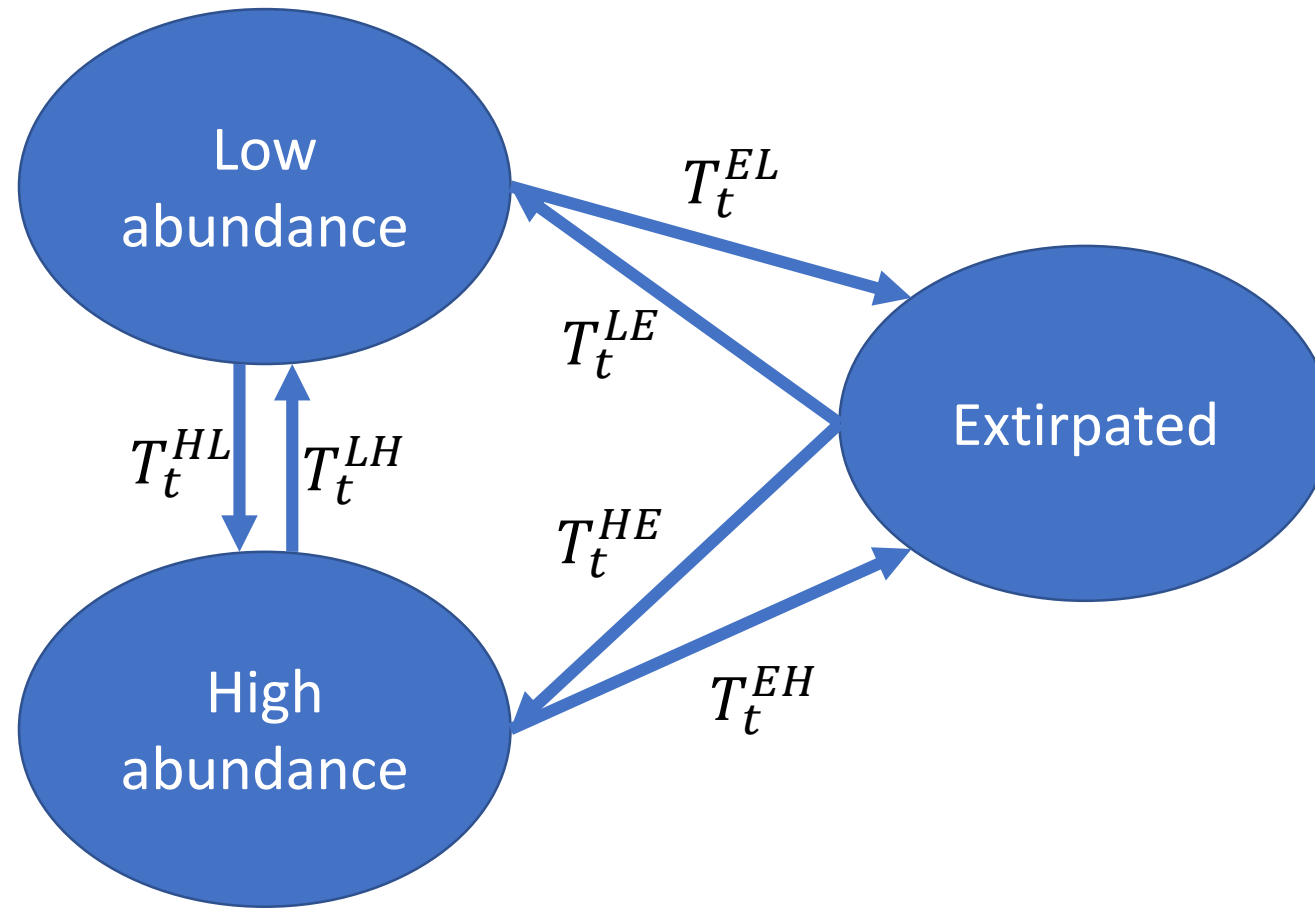 Low
abundance
T_t^{EL}
T_t^{LE}
Extirpated
T_t^{HL}
T_t^{LH}
T_t^{HE}
High
abundance
T_t^{EH}